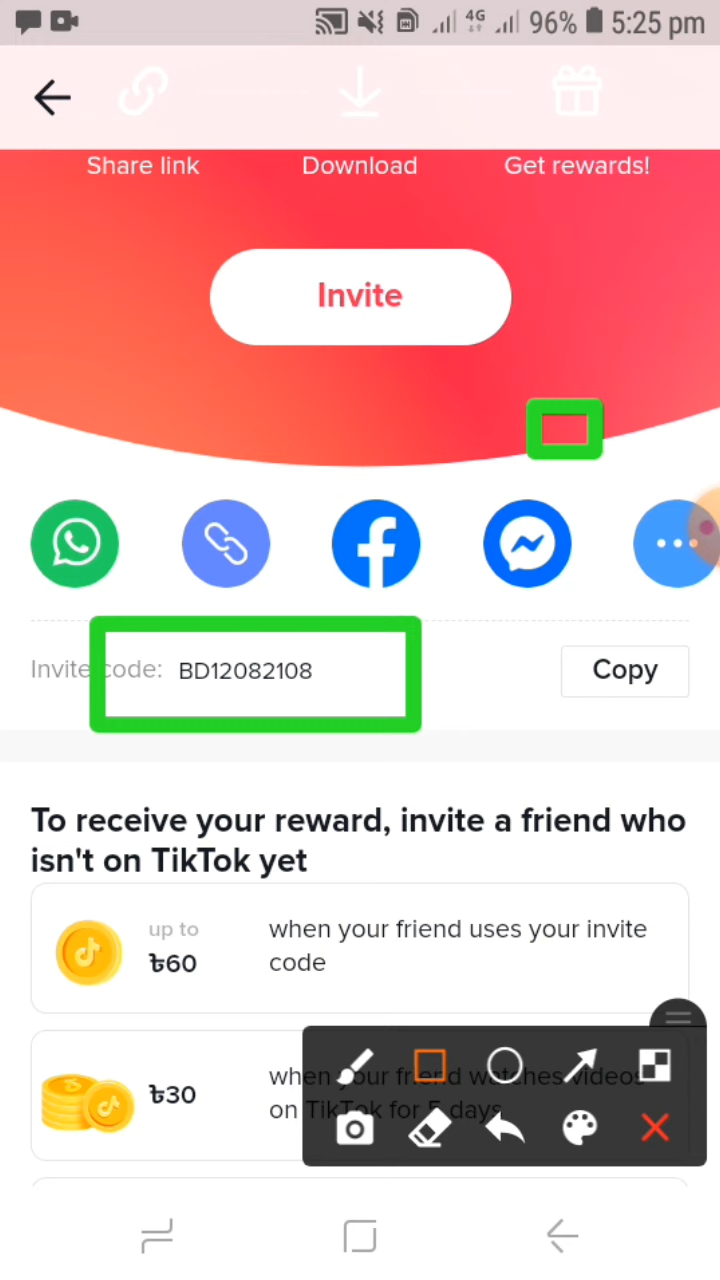 4G 96% 5:25 pm
Share link Download Get rewards!
Invite
Invite code: BD12082108 Copy
To receive your reward, invite a friend who
isn't on TikTok yet
up to
৳60
when your friend uses your invite
code
৳30
when your friend watches videos
on TikTok for 5 days